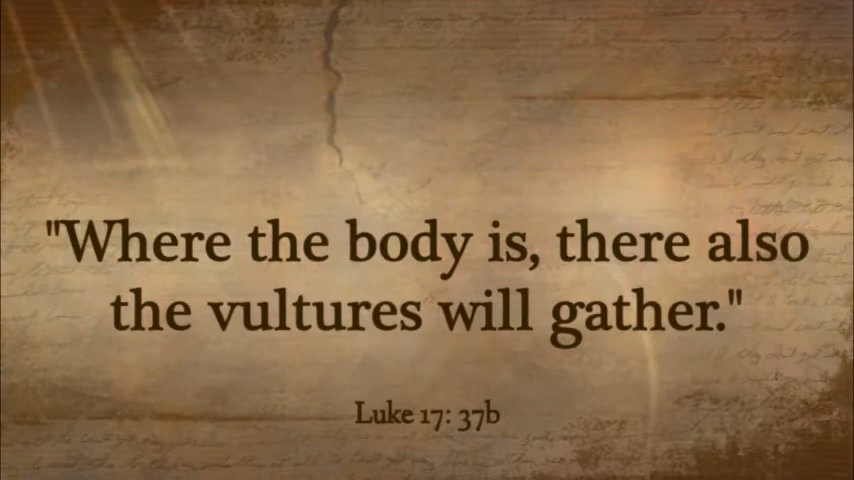 "Where the body is, there also
the vultures will gather."
Luke 17: 37b